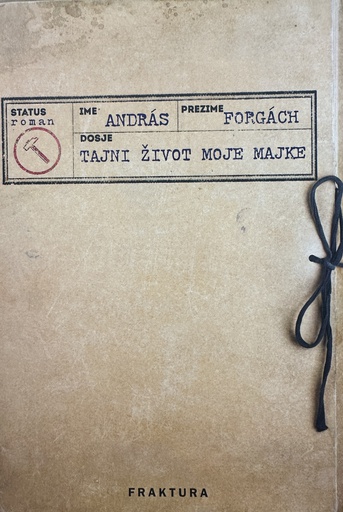 STATUS IME PREZIME
roman ANDRÁS FORGÁCH
DOSJE
TAJNI ŽIVOT MOJE MAJKE
FRAKTURA